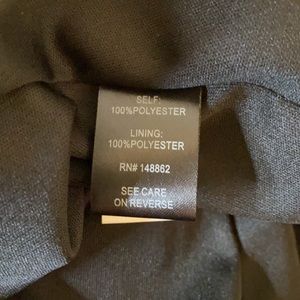 SELF:
100%POLYESTER
LINING:
100%POLYESTER
RN# 148862
SEE CARE
ON REVERSE